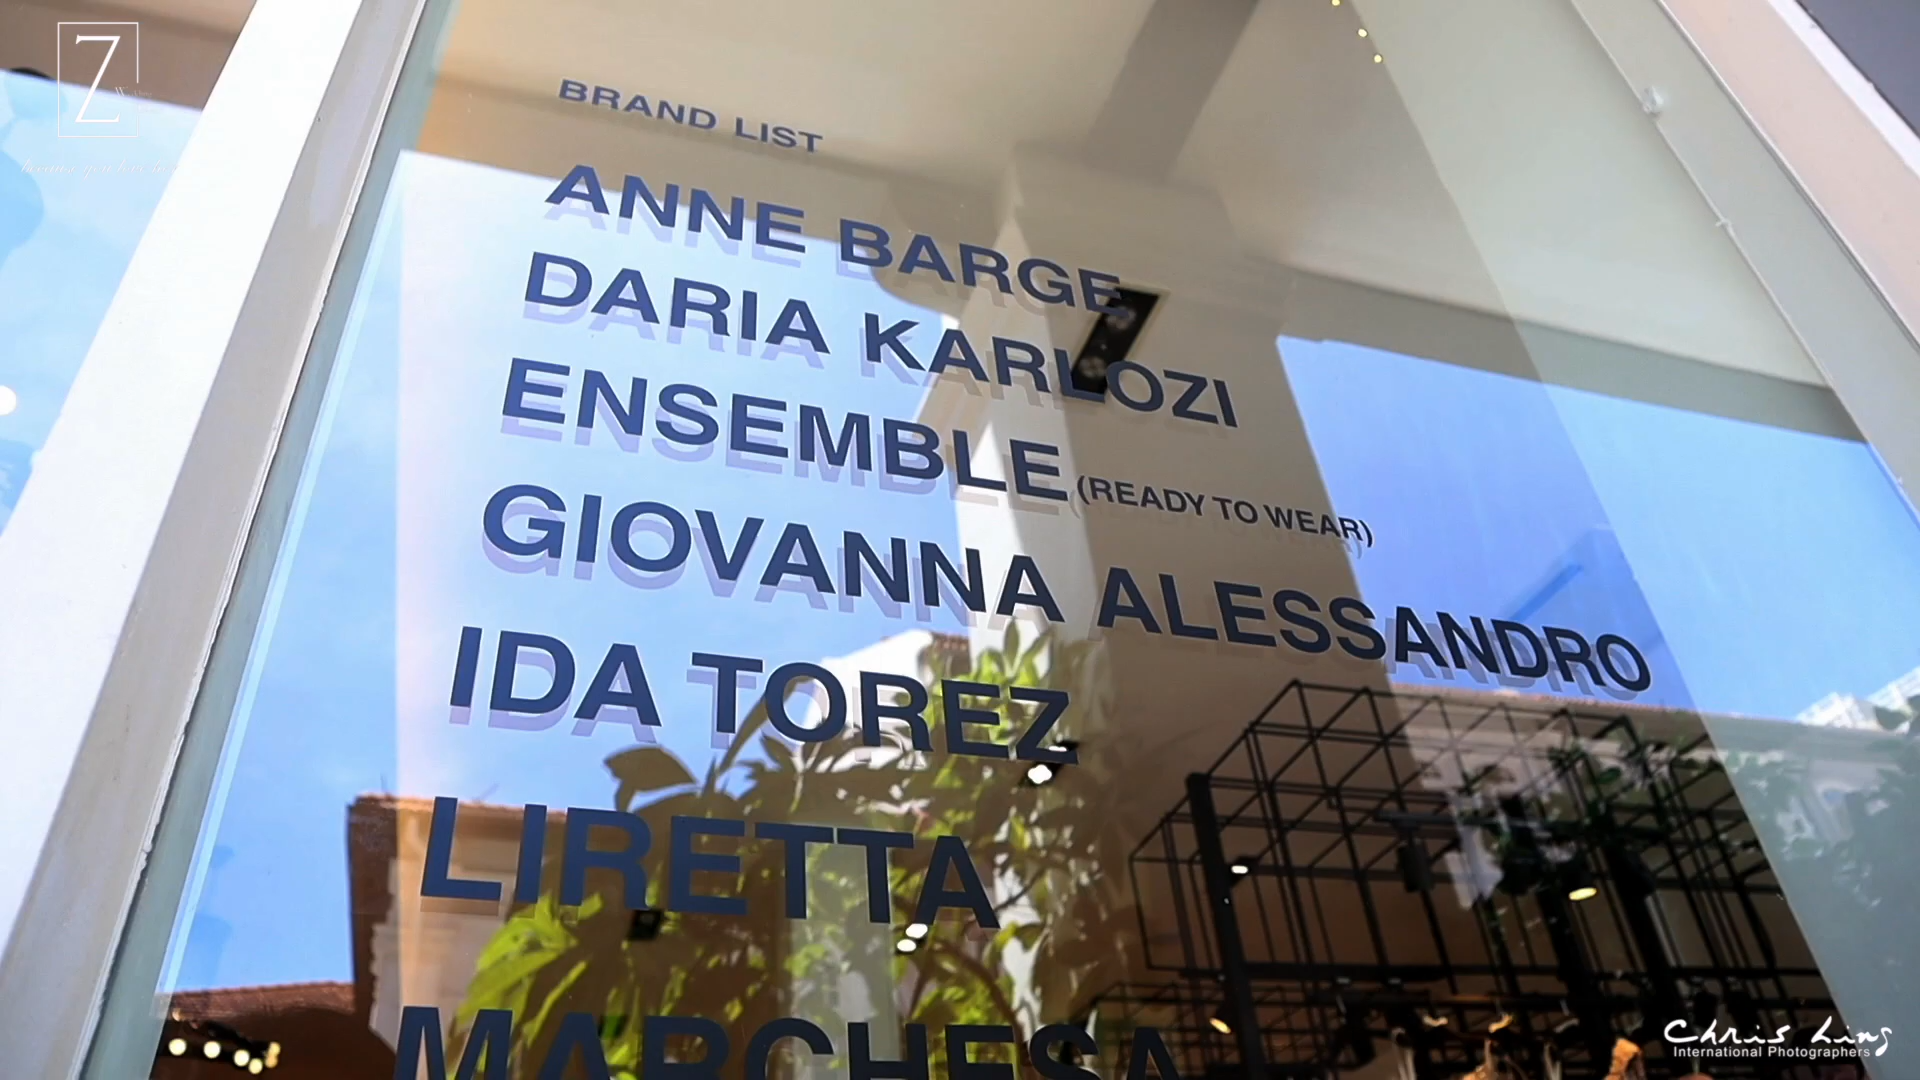 Z
BRAND LIST
ANNE BARGE
DARIA KARLOZI
ENSEMBLE (READY TO WEAR)
GIOVANNA ALESSANDRO
IDA TOREZ
LIRETTA
MARCHESA
Chris Ling
International Photographers